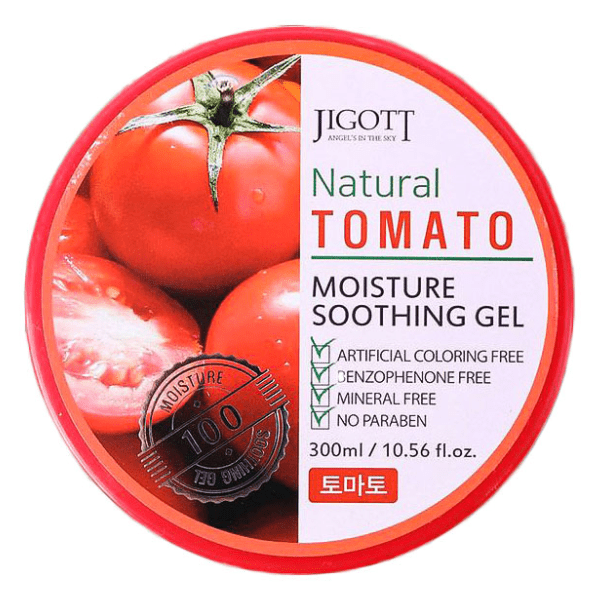 JIGOTT
ANGEL'S IN THE SKY
Natural
TOMATO
MOISTURE
SOOTHING GEL
ARTIFICIAL COLORING FREE
BENZOPHENONE FREE
MINERAL FREE
NO PARABEN
300ml / 10.56 fl.oz.
토마토
MOISTURE
100
SOOTHING GEL